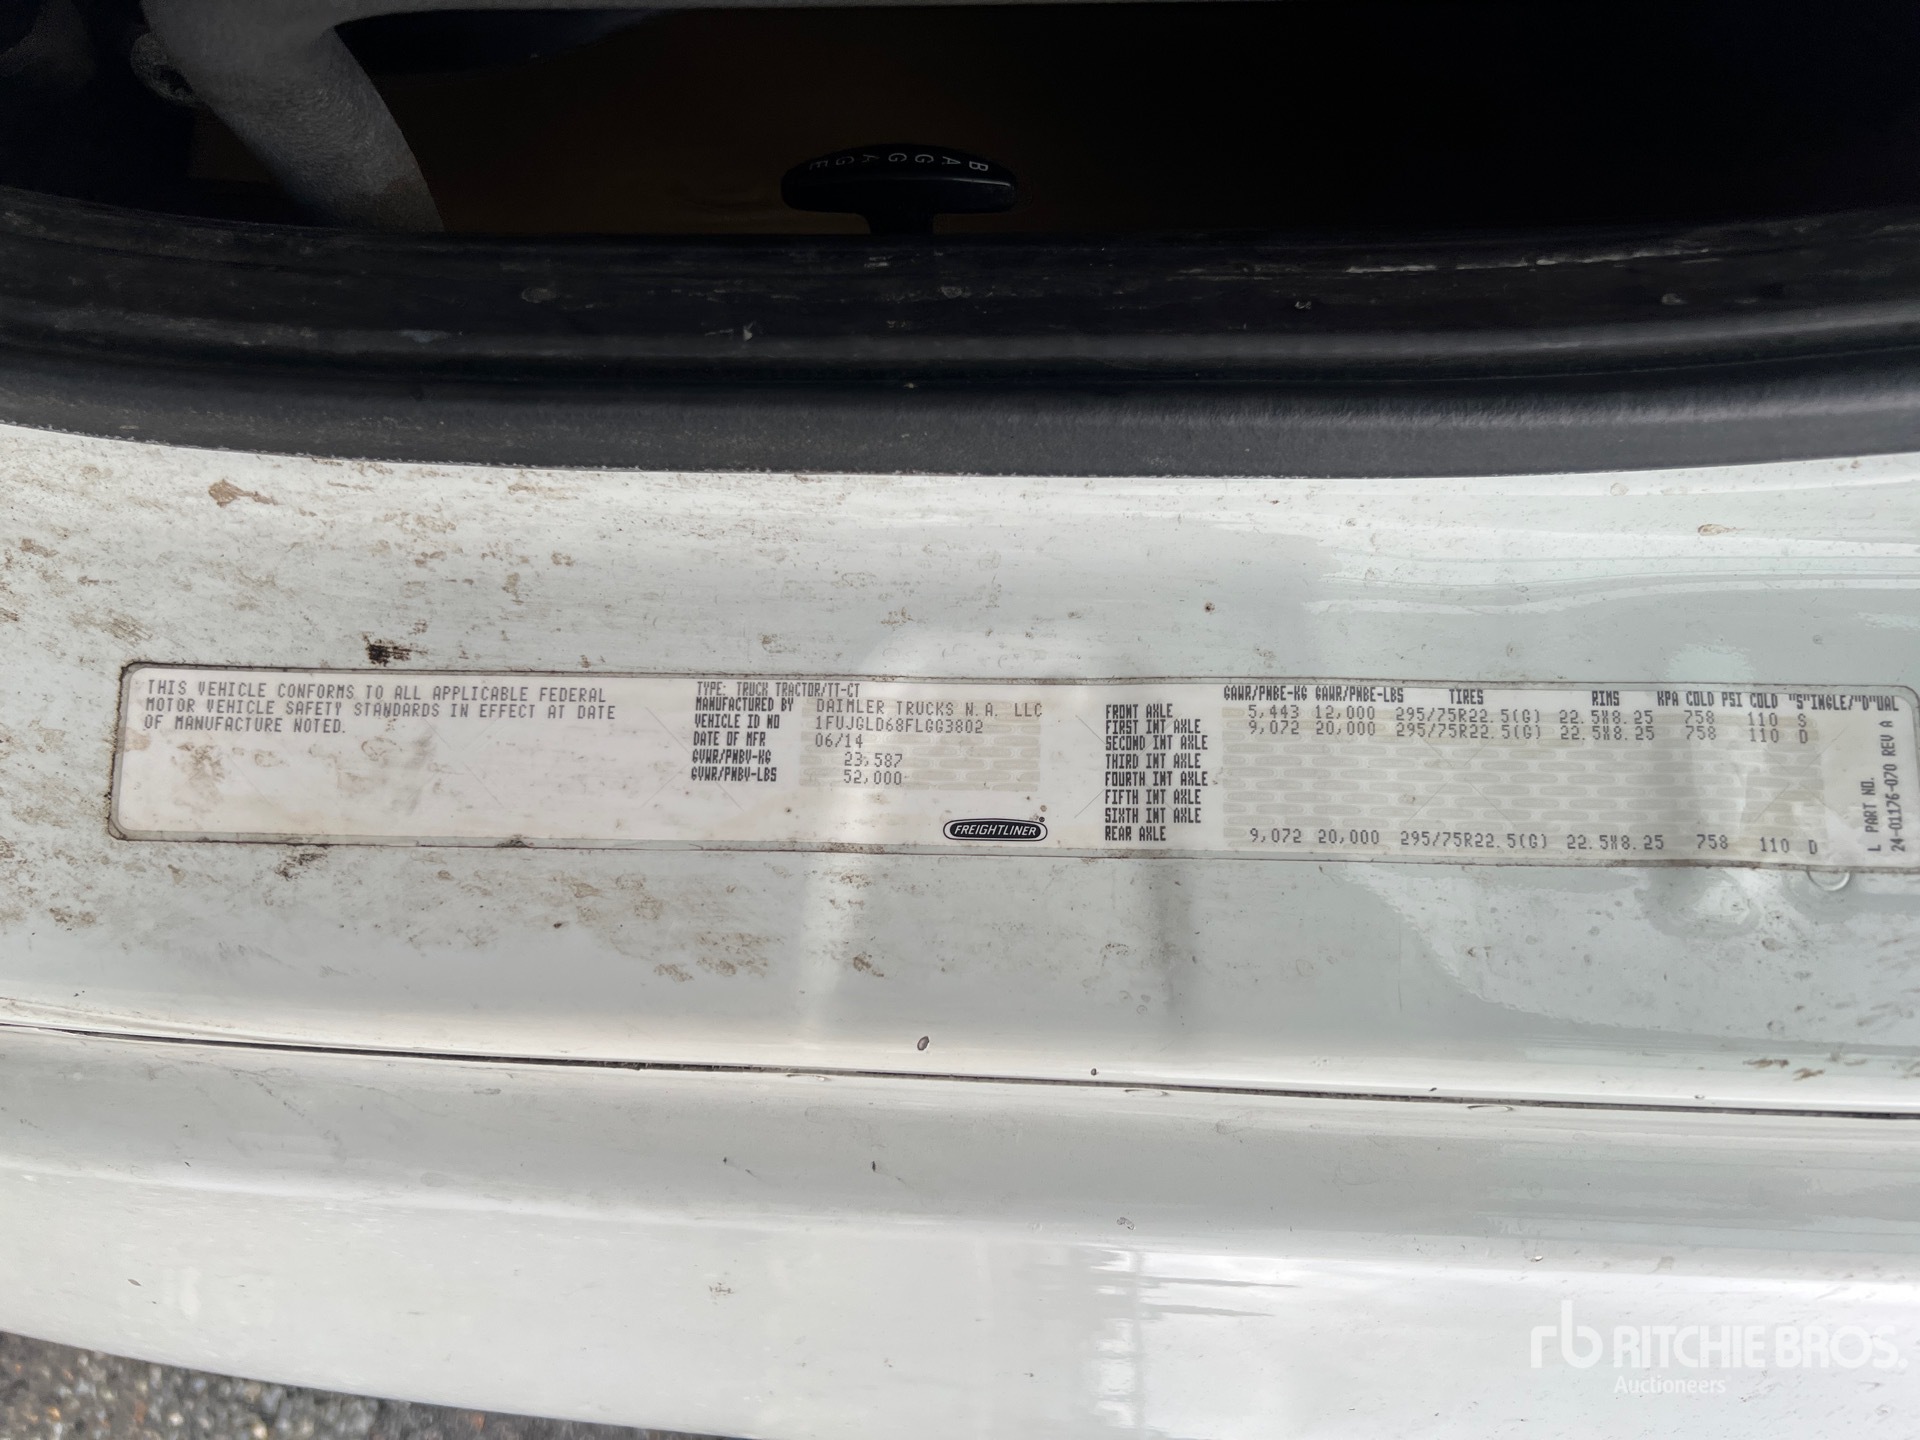 BAGGAGE
THIS VEHICLE CONFORMS TO ALL APPLICABLE FEDERAL
MOTOR VEHICLE SAFETY STANDARDS IN EFFECT AT DATE
OF MANUFACTURE NOTED.
TYPE: TRUCK TRACTOR/TT-CT
MANUFACTURED BY DAIMLER TRUCKS N.A. LLC
VEHICLE ID NO 1FUJGLD68FLGG3802
DATE OF MFR 06/14
GVWR/PNBV-KG 23,587
GVWR/PNBV-LBS 52,000
FREIGHTLINER
GAWR/PNBE-KG GAWR/PNBE-LBS TIRES RIMS KPA COLD PSI COLD "S"INGLE/"D"UAL
FRONT AXLE 5,443 12,000 295/75R22.5(G) 22.5X8.25 758 110 S
FIRST INT AXLE 9,072 20,000 295/75R22.5(G) 22.5X8.25 758 110 D
SECOND INT AXLE
THIRD INT AXLE
FOURTH INT AXLE
FIFTH INT AXLE
SIXTH INT AXLE
REAR AXLE 9,072 20,000 295/75R22.5(G) 22.5X8.25 758 110 D
L PART NO.
24-01176-070 REV A
rb RITCHIE BROS.
Auctioneers